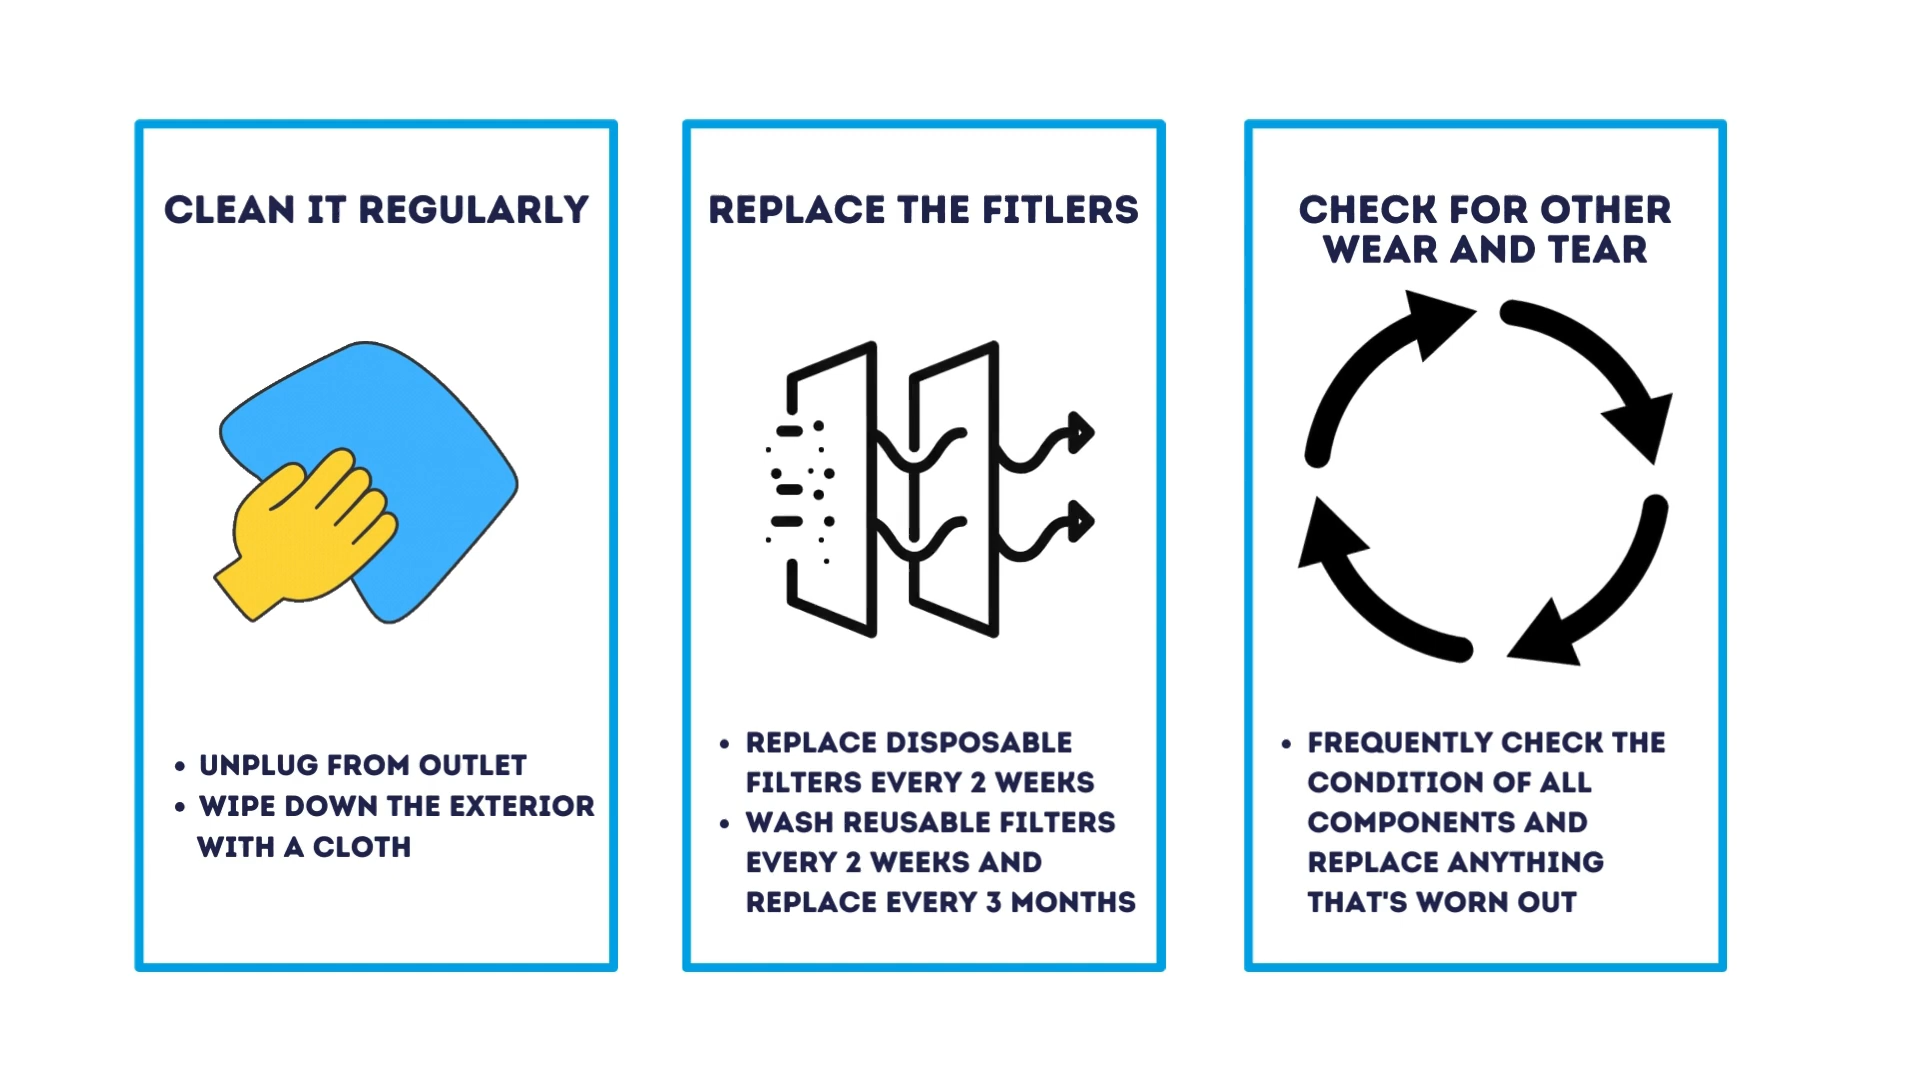 CLEAN IT REGULARLY
• UNPLUG FROM OUTLET
• WIPE DOWN THE EXTERIOR
WITH A CLOTH
REPLACE THE FITLERS
• REPLACE DISPOSABLE
FILTERS EVERY 2 WEEKS
• WASH REUSABLE FILTERS
EVERY 2 WEEKS AND
REPLACE EVERY 3 MONTHS
CHECK FOR OTHER
WEAR AND TEAR
• FREQUENTLY CHECK THE
CONDITION OF ALL
COMPONENTS AND
REPLACE ANYTHING
THAT'S WORN OUT